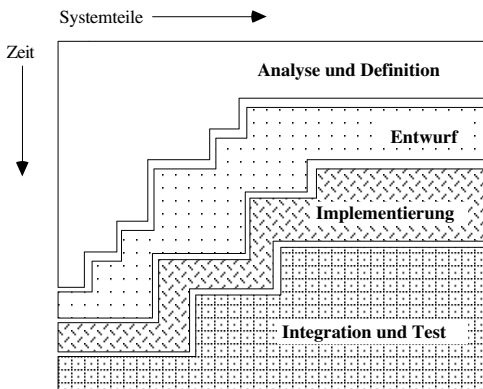 Systemteile
Zeit
Analyse und Definition
Entwurf
Implementierung
Integration und Test